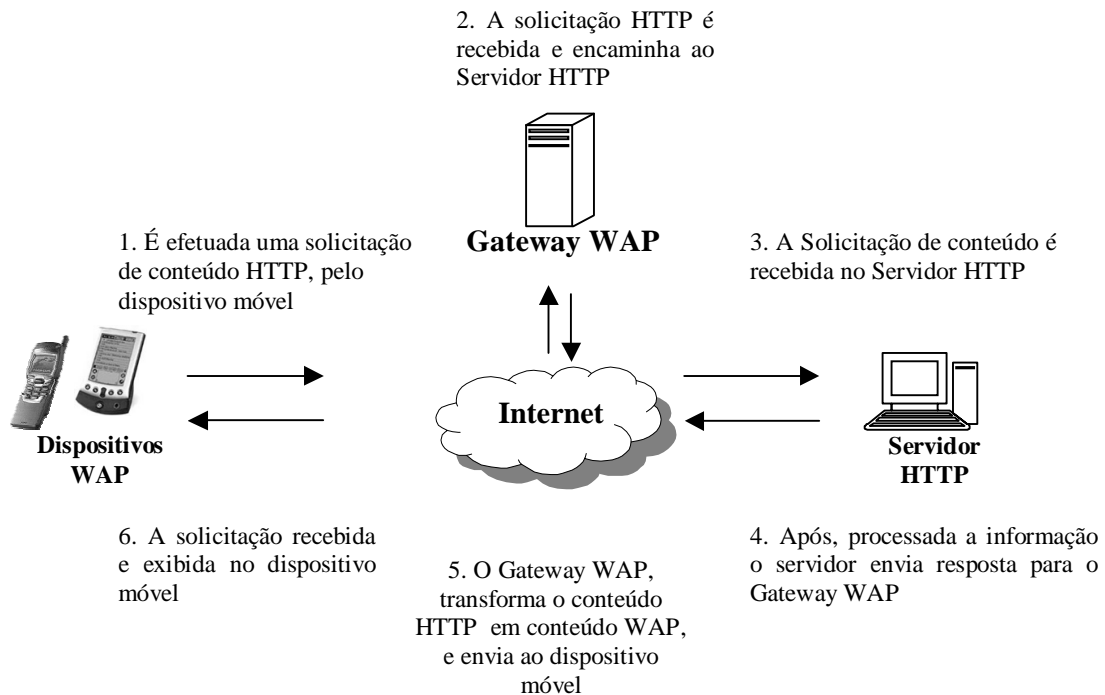 2. A solicitação HTTP é
recebida e encaminha ao
Servidor HTTP
Gateway WAP
1. É efetuada uma solicitação
de conteúdo HTTP, pelo
dispositivo móvel
3. A Solicitação de conteúdo é
recebida no Servidor HTTP
Internet
Dispositivos
WAP
Servidor
HTTP
6. A solicitação recebida
e exibida no dispositivo
móvel
5. O Gateway WAP,
transforma o conteúdo
HTTP em conteúdo WAP,
e envia ao dispositivo
móvel
4. Após, processada a informação
o servidor envia resposta para o
Gateway WAP